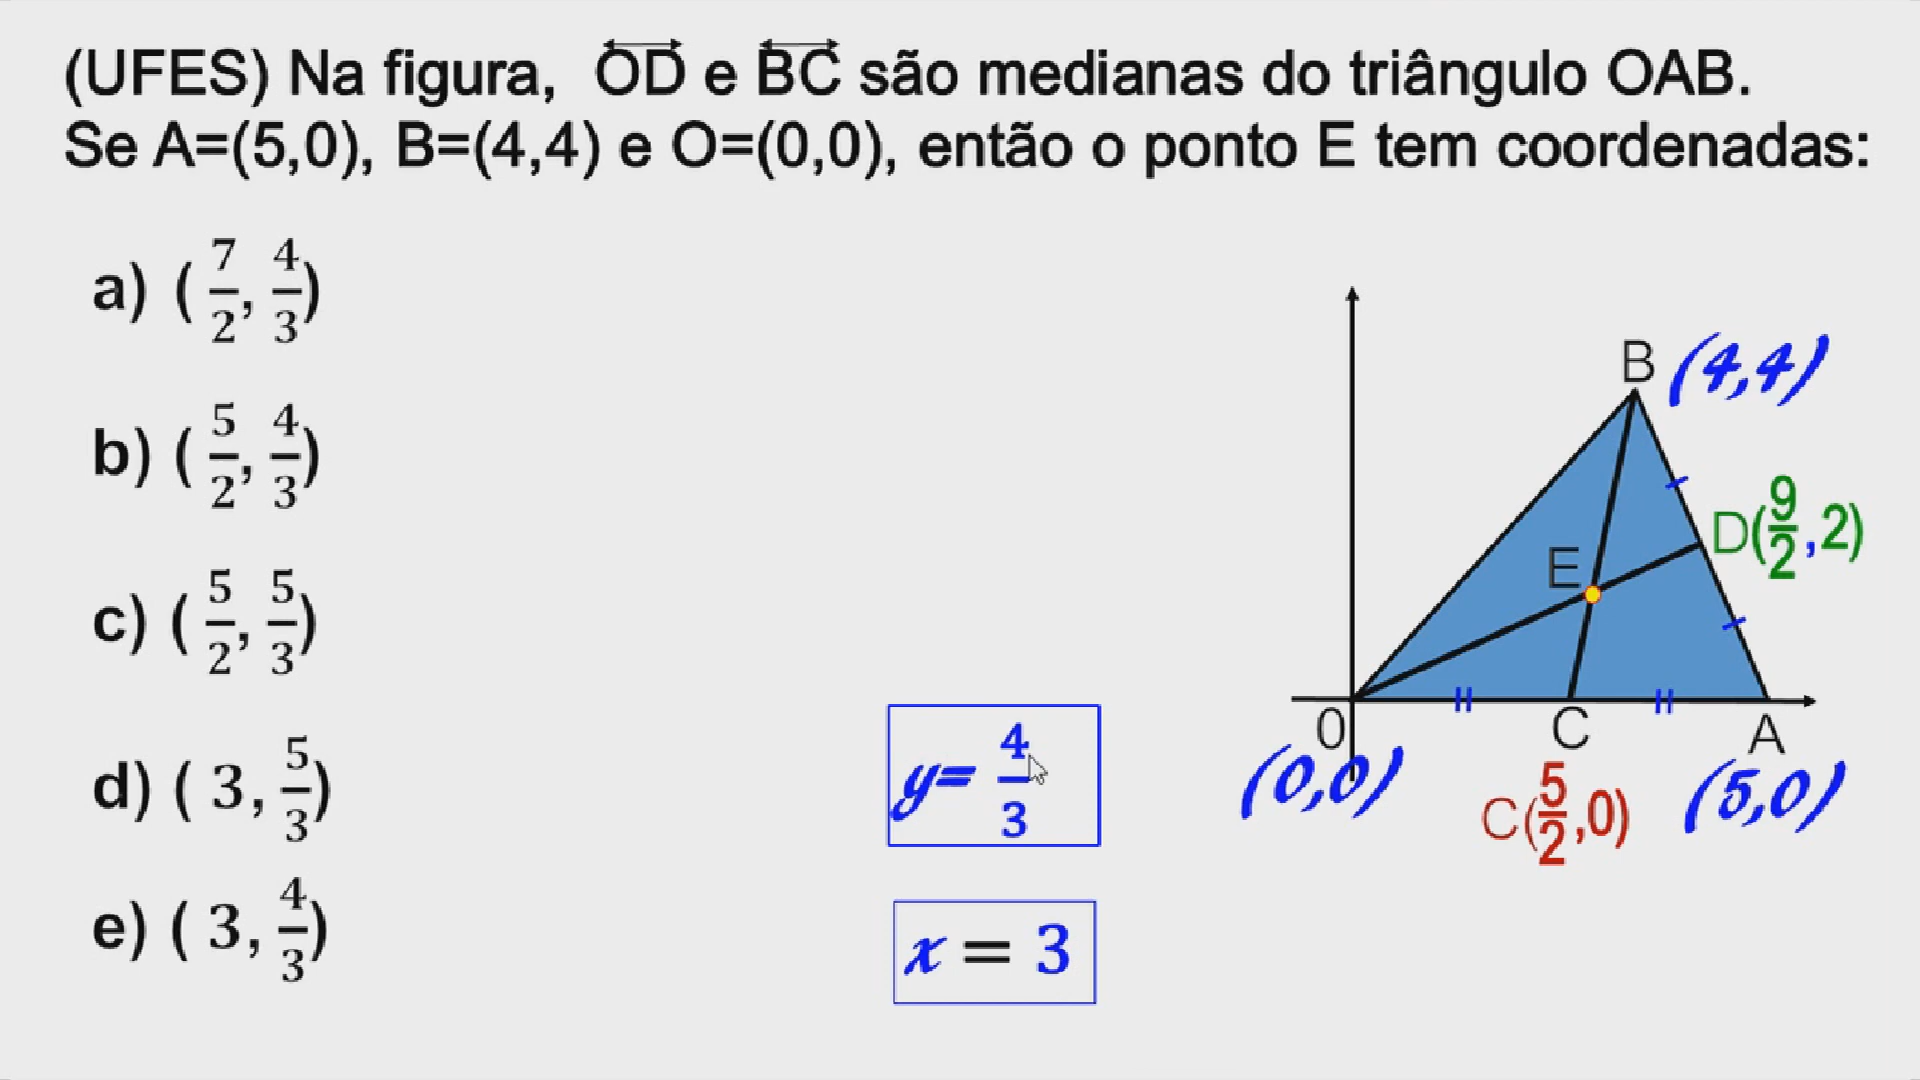 (UFES) Na figura, OD e BC são medianas do triângulo OAB.
Se A=(5,0), B=(4,4) e O=(0,0), então o ponto E tem coordenadas:
a) (7/2, 4/3)
b) (5/2, 4/3)
c) (5/2, 5/3)
d) (3, 5/3)
e) (3, 4/3)
y= 4/3
x = 3
B (4,4)
D(9/2,2)
E
0 C A
(0,0) C(5/2,0) (5,0)